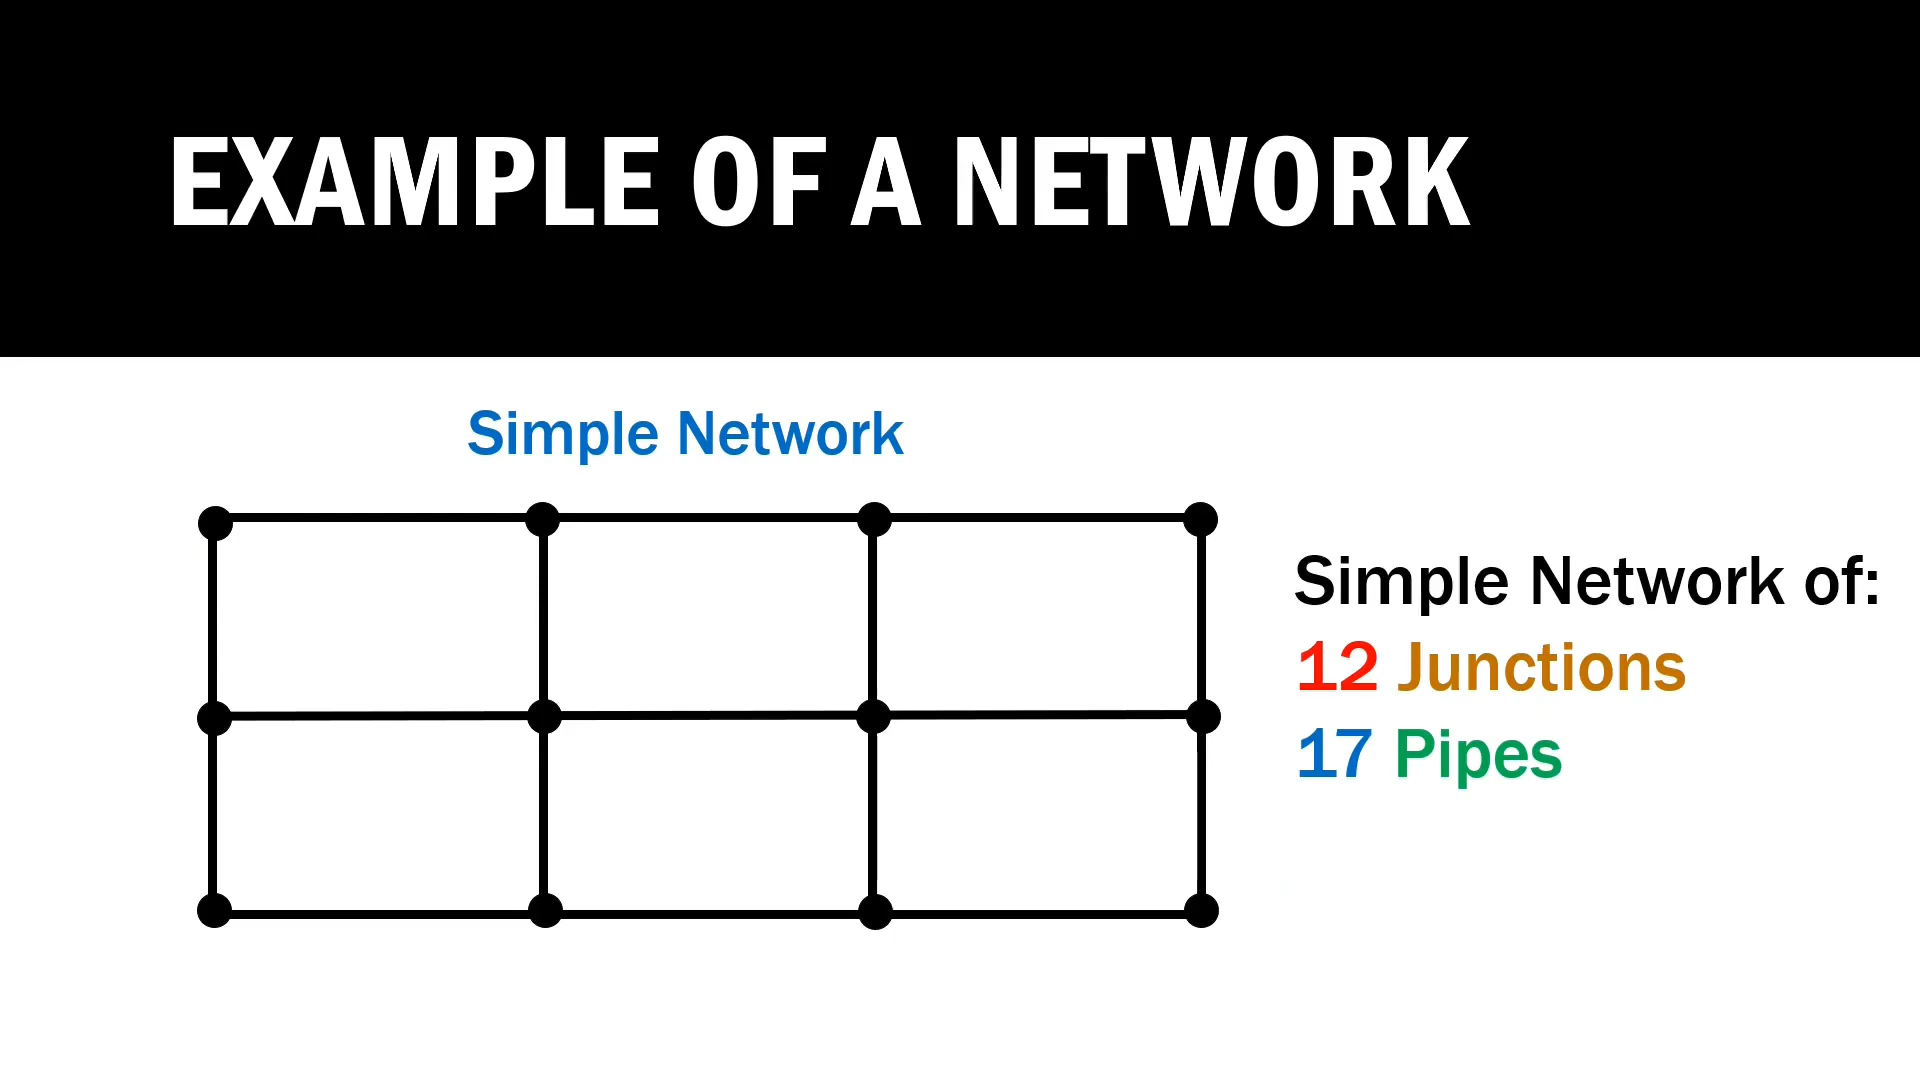 EXAMPLE OF A NETWORK
Simple Network
Simple Network of:
12 Junctions
17 Pipes